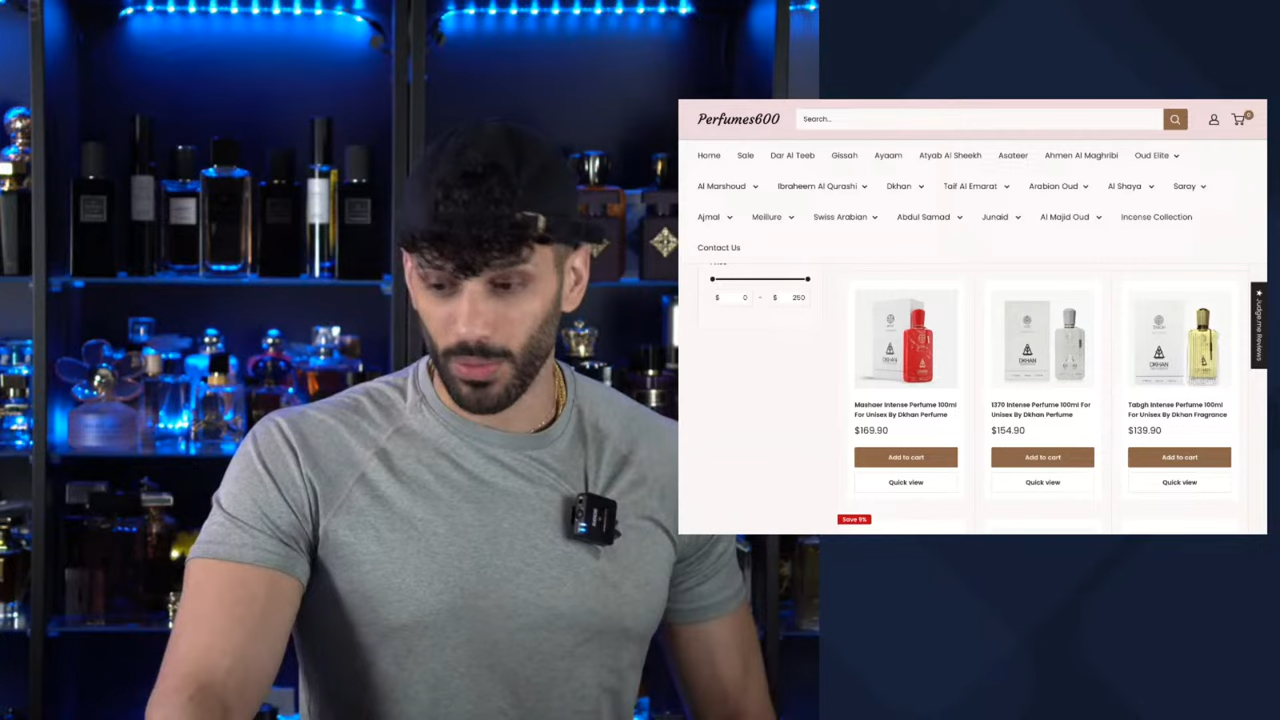 Perfumes600
Search...
0
Home Sale Dar Al Teeb Gissah Ayaam Atyab Al Sheekh Asateer Ahmen Al Maghribi Oud Elite
Al Marshoud Ibraheem Al Qurashi Dkhan Taif Al Emarat Arabian Oud Al Shaya Saray
Ajmal Meillure Swiss Arabian Abdul Samad Junaid Al Majid Oud Incense Collection
Contact Us
$ 0 - $ 250
★ Judge.me Reviews
DKHAN DKHAN DKHAN
Mashaer Intense Perfume 100ml 1370 Intense Perfume 100ml For Tabgh Intense Perfume 100ml
For Unisex By Dkhan Perfume Unisex By Dkhan Perfume For Unisex By Dkhan Fragrance
$169.90 $154.90 $139.90
Add to cart Add to cart Add to cart
Quick view Quick view Quick view
Save 9%